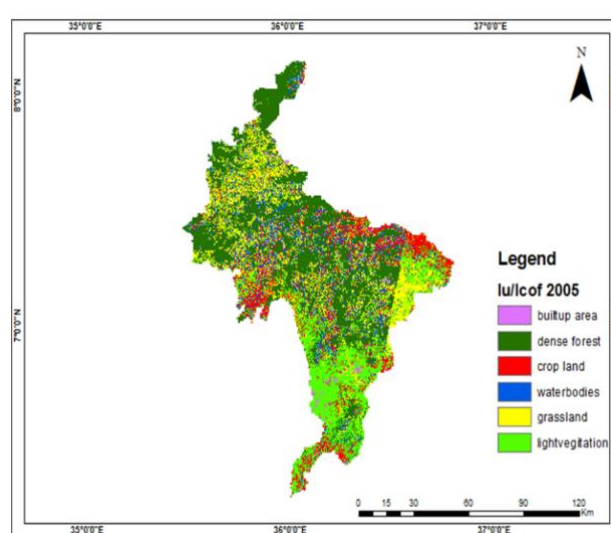 35°0'0"E 36°0'0"E 37°0'0"E
N
8°0'0"N
7°0'0"N
Legend
lu/lcof 2005
builtup area
dense forest
crop land
waterbodies
grassland
lightvegitation
0 15 30 60 90 120
Km
35°0'0"E 36°0'0"E 37°0'0"E